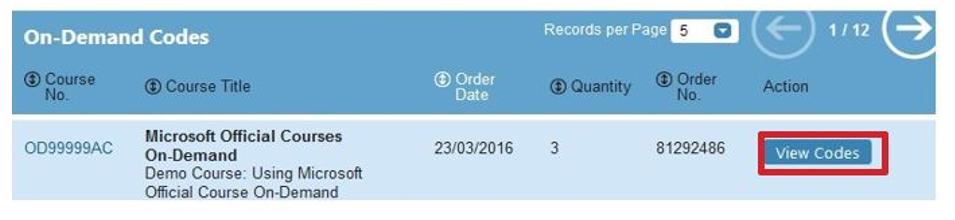 On-Demand Codes
Records per Page 5
1 / 12
Course No.
Course Title
Order Date
Quantity
Order No.
Action
OD99999AC
Microsoft Official Courses
On-Demand
Demo Course: Using Microsoft
Official Course On-Demand
23/03/2016
3
81292486
View Codes